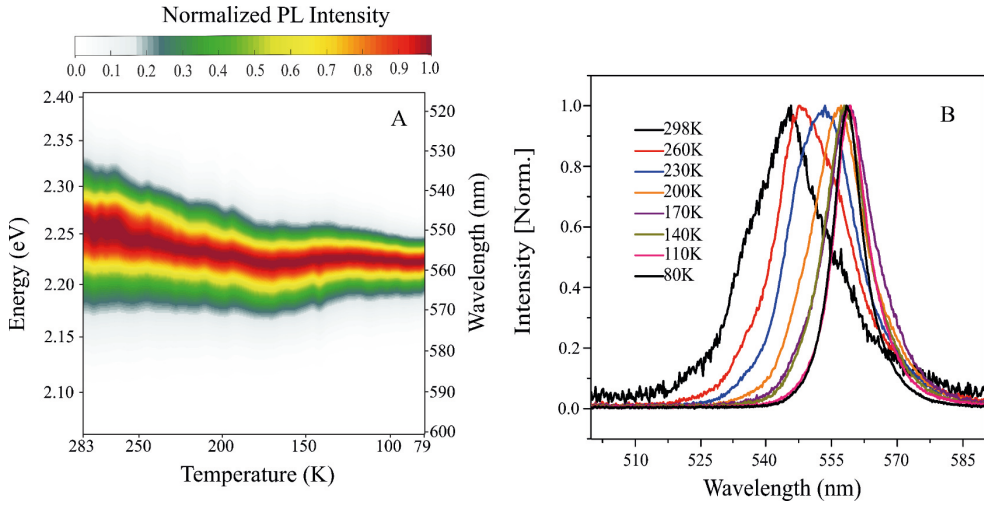 Normalized PL Intensity
0.0 0.1 0.2 0.3 0.4 0.5 0.6 0.7 0.8 0.9 1.0
A
Energy (eV)
2.40
2.35
2.30
2.25
2.20
2.15
2.10
283 250 200 150 100 79
Temperature (K)
520
530
540
550
560
570
580
590
600
Wavelength (nm)
B
Intensity [Norm.]
1.0
0.8
0.6
0.4
0.2
0.0
298K
260K
230K
200K
170K
140K
110K
80K
510 525 540 555 570 585
Wavelength (nm)